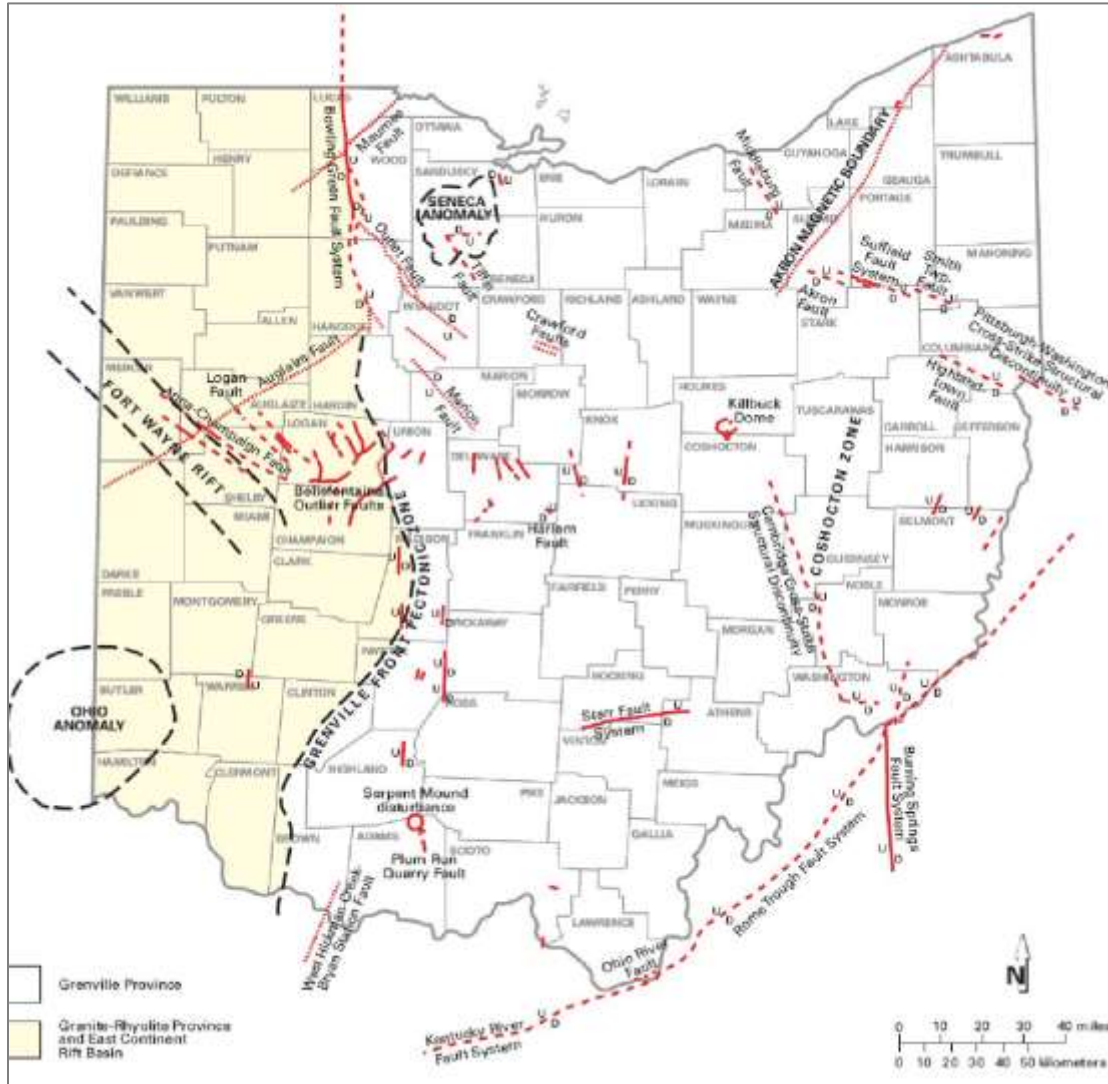 WILLIAMS
FULTON
LUCAS
OTTAWA
LAKE
ASHTABULA
Maumee
Fault
HENRY
WOOD
SANDUSKY
ERIE
LORAIN
CUYAHOGA
GEAUGA
TRUMBULL
DEFIANCE
Bowling Green Fault System
SENECA
ANOMALY
HURON
MEDINA
PORTAGE
AKRON MAGNETIC BOUNDARY
PAULDING
PUTNAM
Outlet Fault
Tiffin
Fault
SENECA
Suffield
Fault
System
Smith
Twp.
Fault
MAHONING
VAN WERT
ALLEN
HANCOCK
WYANDOT
CRAWFORD
RICHLAND
ASHLAND
WAYNE
Akron
Fault
STARK
Crawford
Faults
COLUMBIANA
Pittsburgh-Washington
Cross-Strike Structural
Discontinuity
Highland-
town
Fault
MERCER
Logan
Fault
Auglaize Fault
AUGLAIZE
HARDIN
MARION
Marion
Fault
MORROW
HOLMES
Killbuck
Dome
TUSCARAWAS
CARROLL
JEFFERSON
FORT WAYNE RIFT
Anna-Champaign Fault
LOGAN
UNION
DELAWARE
KNOX
COSHOCTON
HARRISON
SHELBY
Bellefontaine
Outlier Faults
COSHOCTON ZONE
MIAMI
CHAMPAIGN
FRANKLIN
Harlem
Fault
LICKING
BELMONT
DARKE
CLARK
Cambridge Cross-Strike
Structural Discontinuity
GUERNSEY
PREBLE
MONTGOMERY
GREENE
GRENVILLE FRONT TECTONIC ZONE
PICKAWAY
FAIRFIELD
PERRY
NOBLE
MONROE
MORGAN
BUTLER
WARREN
CLINTON
HOCKING
WASHINGTON
OHIO
ANOMALY
ROSS
Starr Fault
System
ATHENS
HAMILTON
CLERMONT
HIGHLAND
VINTON
Burning Springs
Fault System
Serpent Mound
disturbance
PIKE
JACKSON
MEIGS
BROWN
ADAMS
Plum Run
Quarry Fault
SCIOTO
GALLIA
Rome Trough Fault System
West Hickman Creek-
Bryan Station Fault
LAWRENCE
Ohio River
Fault
Kentucky River
Fault System
N
Grenville Province
Granite-Rhyolite Province
and East Continent
Rift Basin
0 10 20 30 40 miles
0 10 20 30 40 50 kilometers